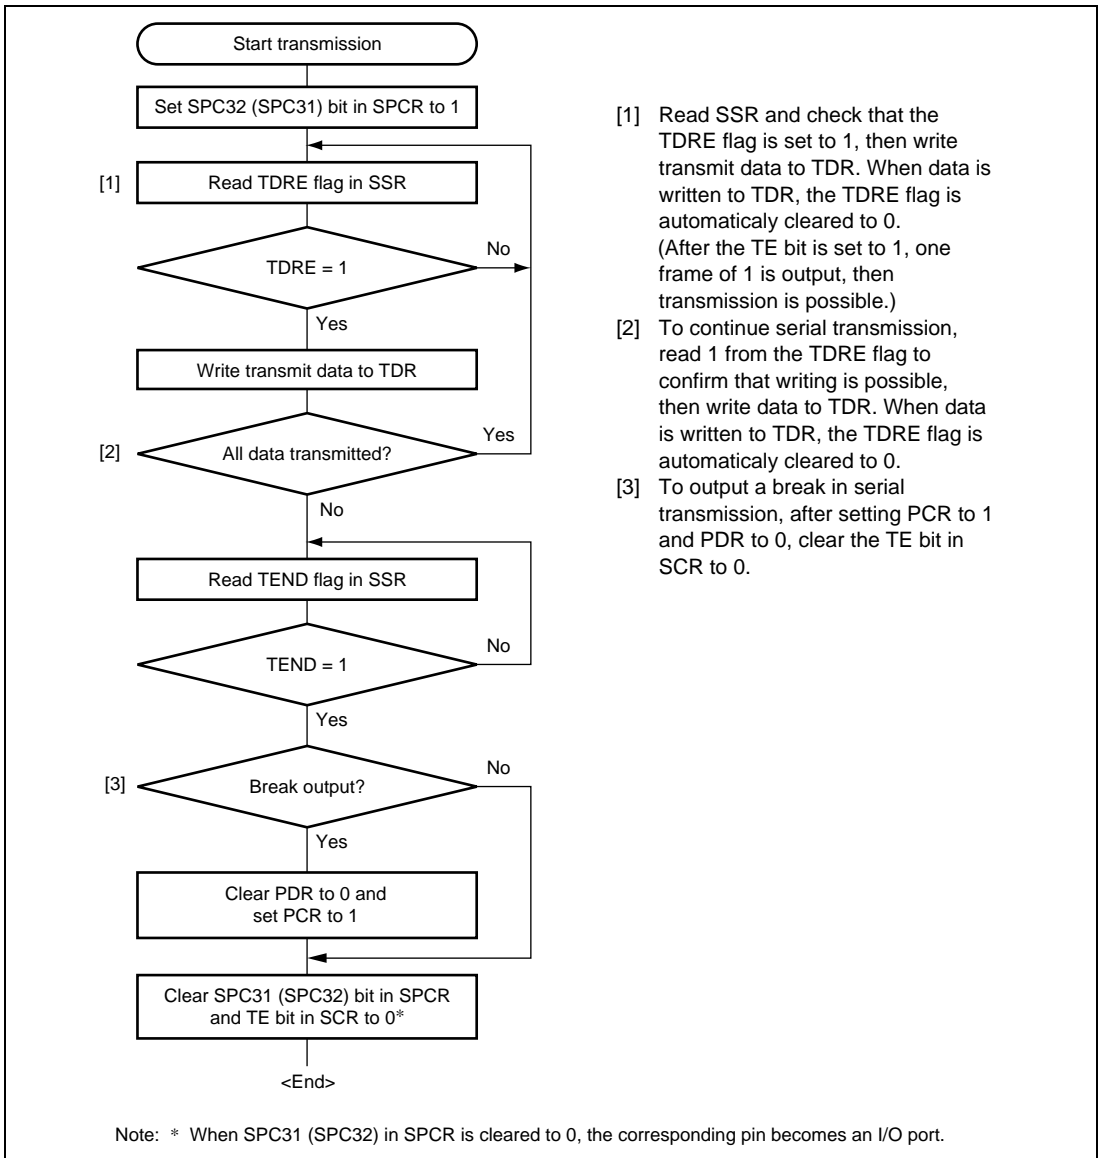 Start transmission
Set SPC32 (SPC31) bit in SPCR to 1
[1]
Read TDRE flag in SSR
TDRE = 1
No
Yes
Write transmit data to TDR
[2]
All data transmitted?
Yes
No
Read TEND flag in SSR
TEND = 1
No
Yes
[3]
Break output?
No
Yes
Clear PDR to 0 and
set PCR to 1
Clear SPC31 (SPC32) bit in SPCR
and TE bit in SCR to 0*
<End>
[1] Read SSR and check that the
TDRE flag is set to 1, then write
transmit data to TDR. When data is
written to TDR, the TDRE flag is
automaticaly cleared to 0.
(After the TE bit is set to 1, one
frame of 1 is output, then
transmission is possible.)
[2] To continue serial transmission,
read 1 from the TDRE flag to
confirm that writing is possible,
then write data to TDR. When data
is written to TDR, the TDRE flag is
automaticaly cleared to 0.
[3] To output a break in serial
transmission, after setting PCR to 1
and PDR to 0, clear the TE bit in
SCR to 0.
Note: * When SPC31 (SPC32) in SPCR is cleared to 0, the corresponding pin becomes an I/O port.